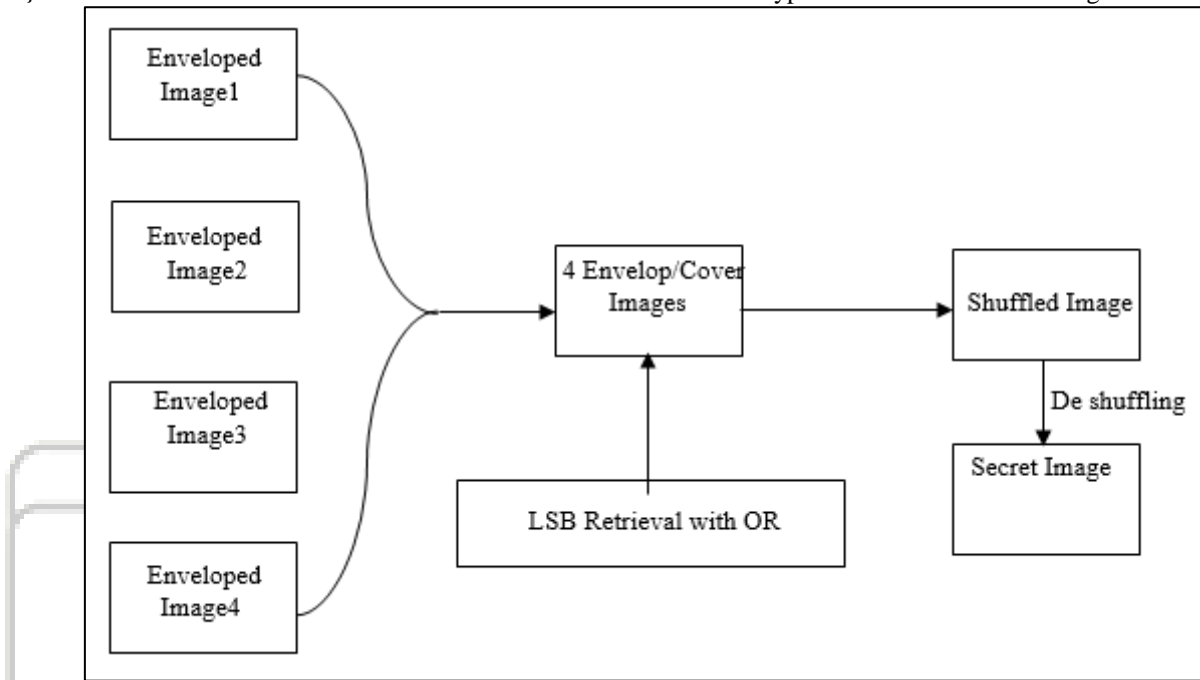 Enveloped
Image1
Enveloped
Image2
Enveloped
Image3
Enveloped
Image4
4 Envelop/Cover
Images
LSB Retrieval with OR
Shuffled Image
De shuffling
Secret Image